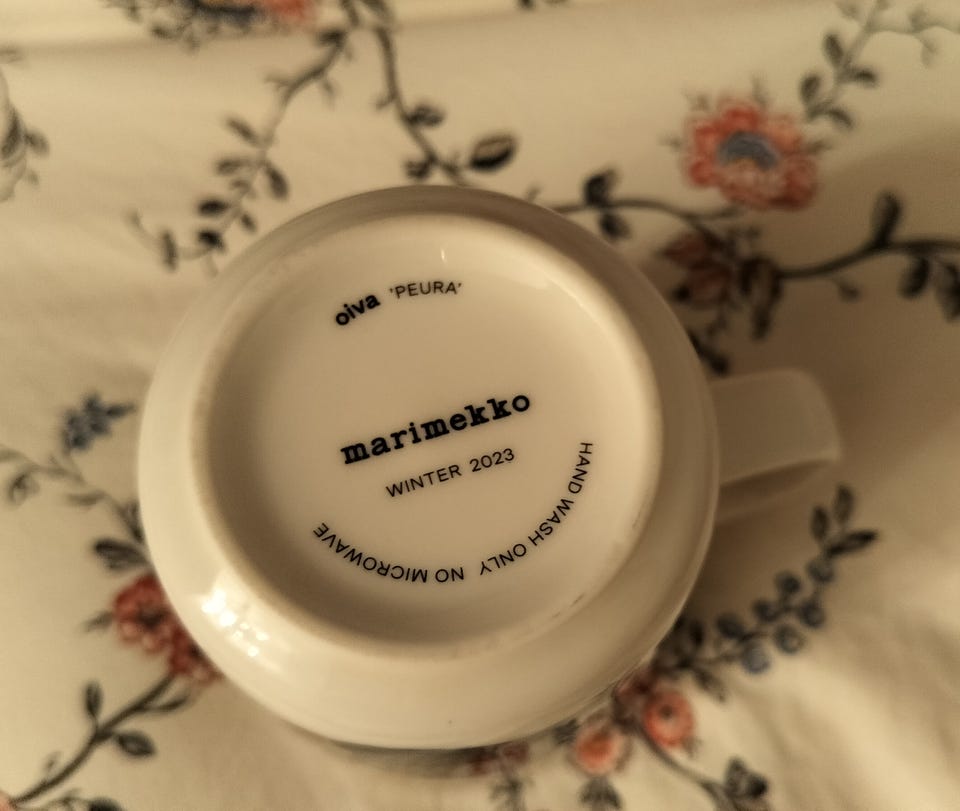 oiva 'PEURA'
marimekko
WINTER 2023
HAND WASH ONLY NO MICROWAVE